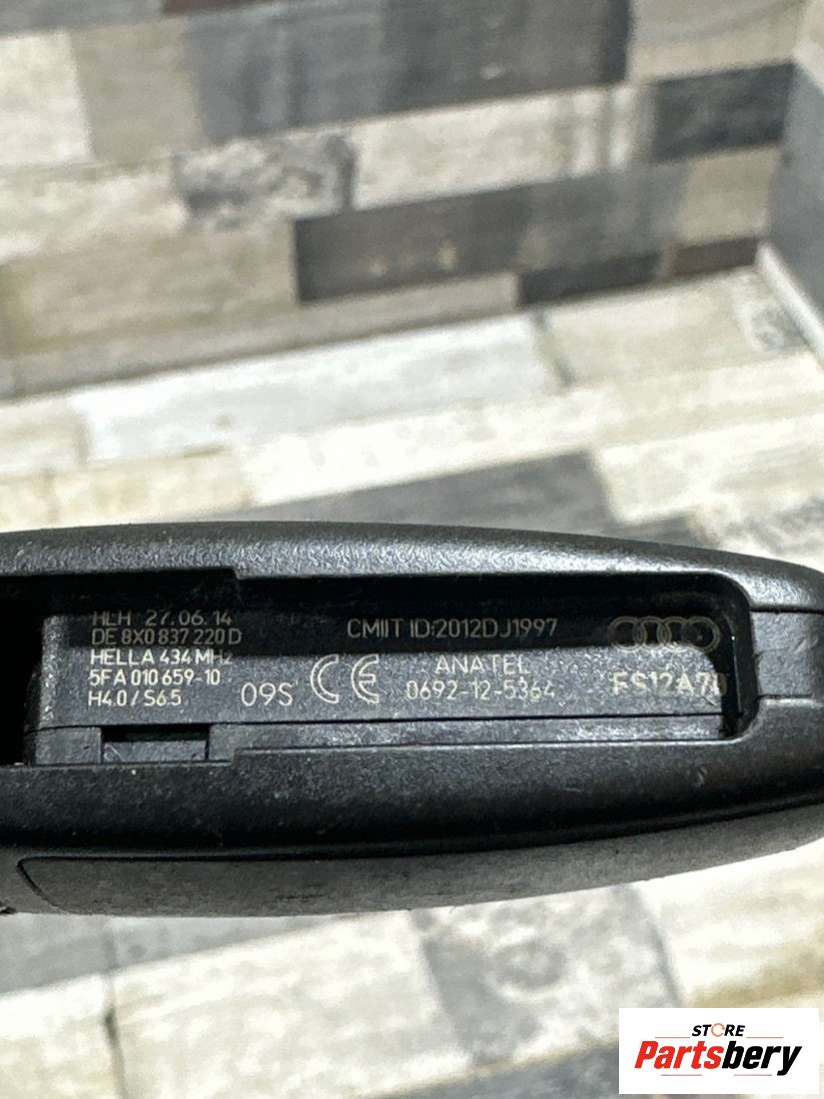 HLH 27.06.14
DE 8X0 837 220 D
HELLA 434 MHz
5FA 010 659-10
H4.0 / S6.5
09S
CE
CMIIT ID:2012DJ1997
ANATEL
0692-12-5364
STORE
Partsbery